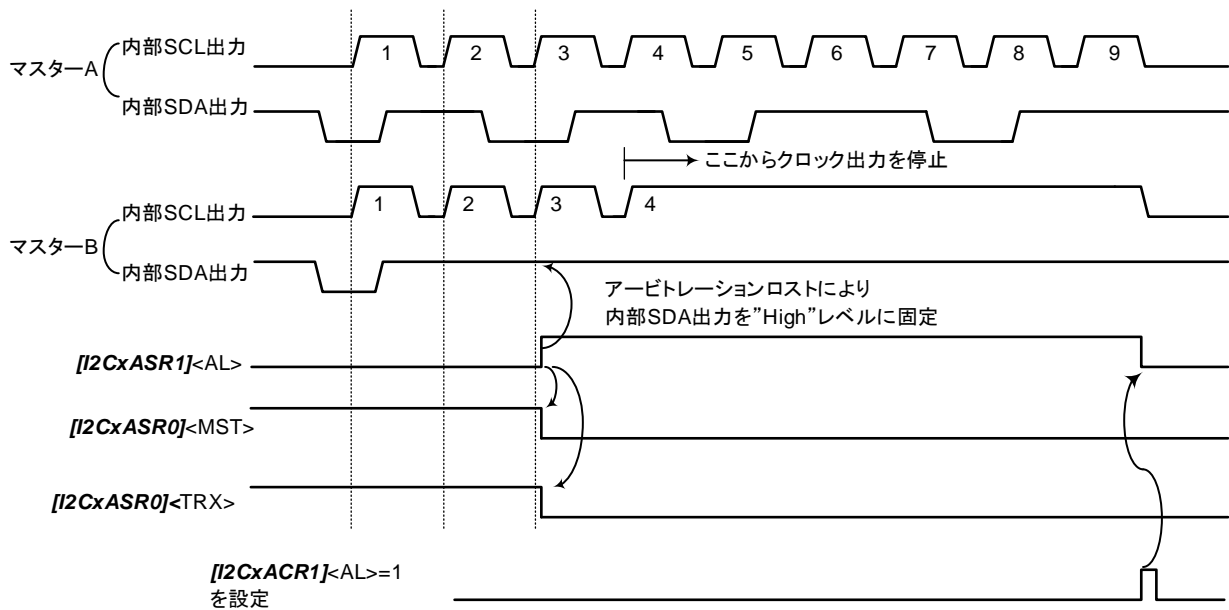 内部SCL出力
1 2 3 4 5 6 7 8 9
マスターA
内部SDA出力
ここからクロック出力を停止
内部SCL出力
1 2 3 4
マスターB
内部SDA出力
アービトレーションロストにより
内部SDA出力を”High”レベルに固定
[I2CxASR1]<AL>
[I2CxASR0]<MST>
[I2CxASR0]<TRX>
[I2CxACR1]<AL>=1
を設定